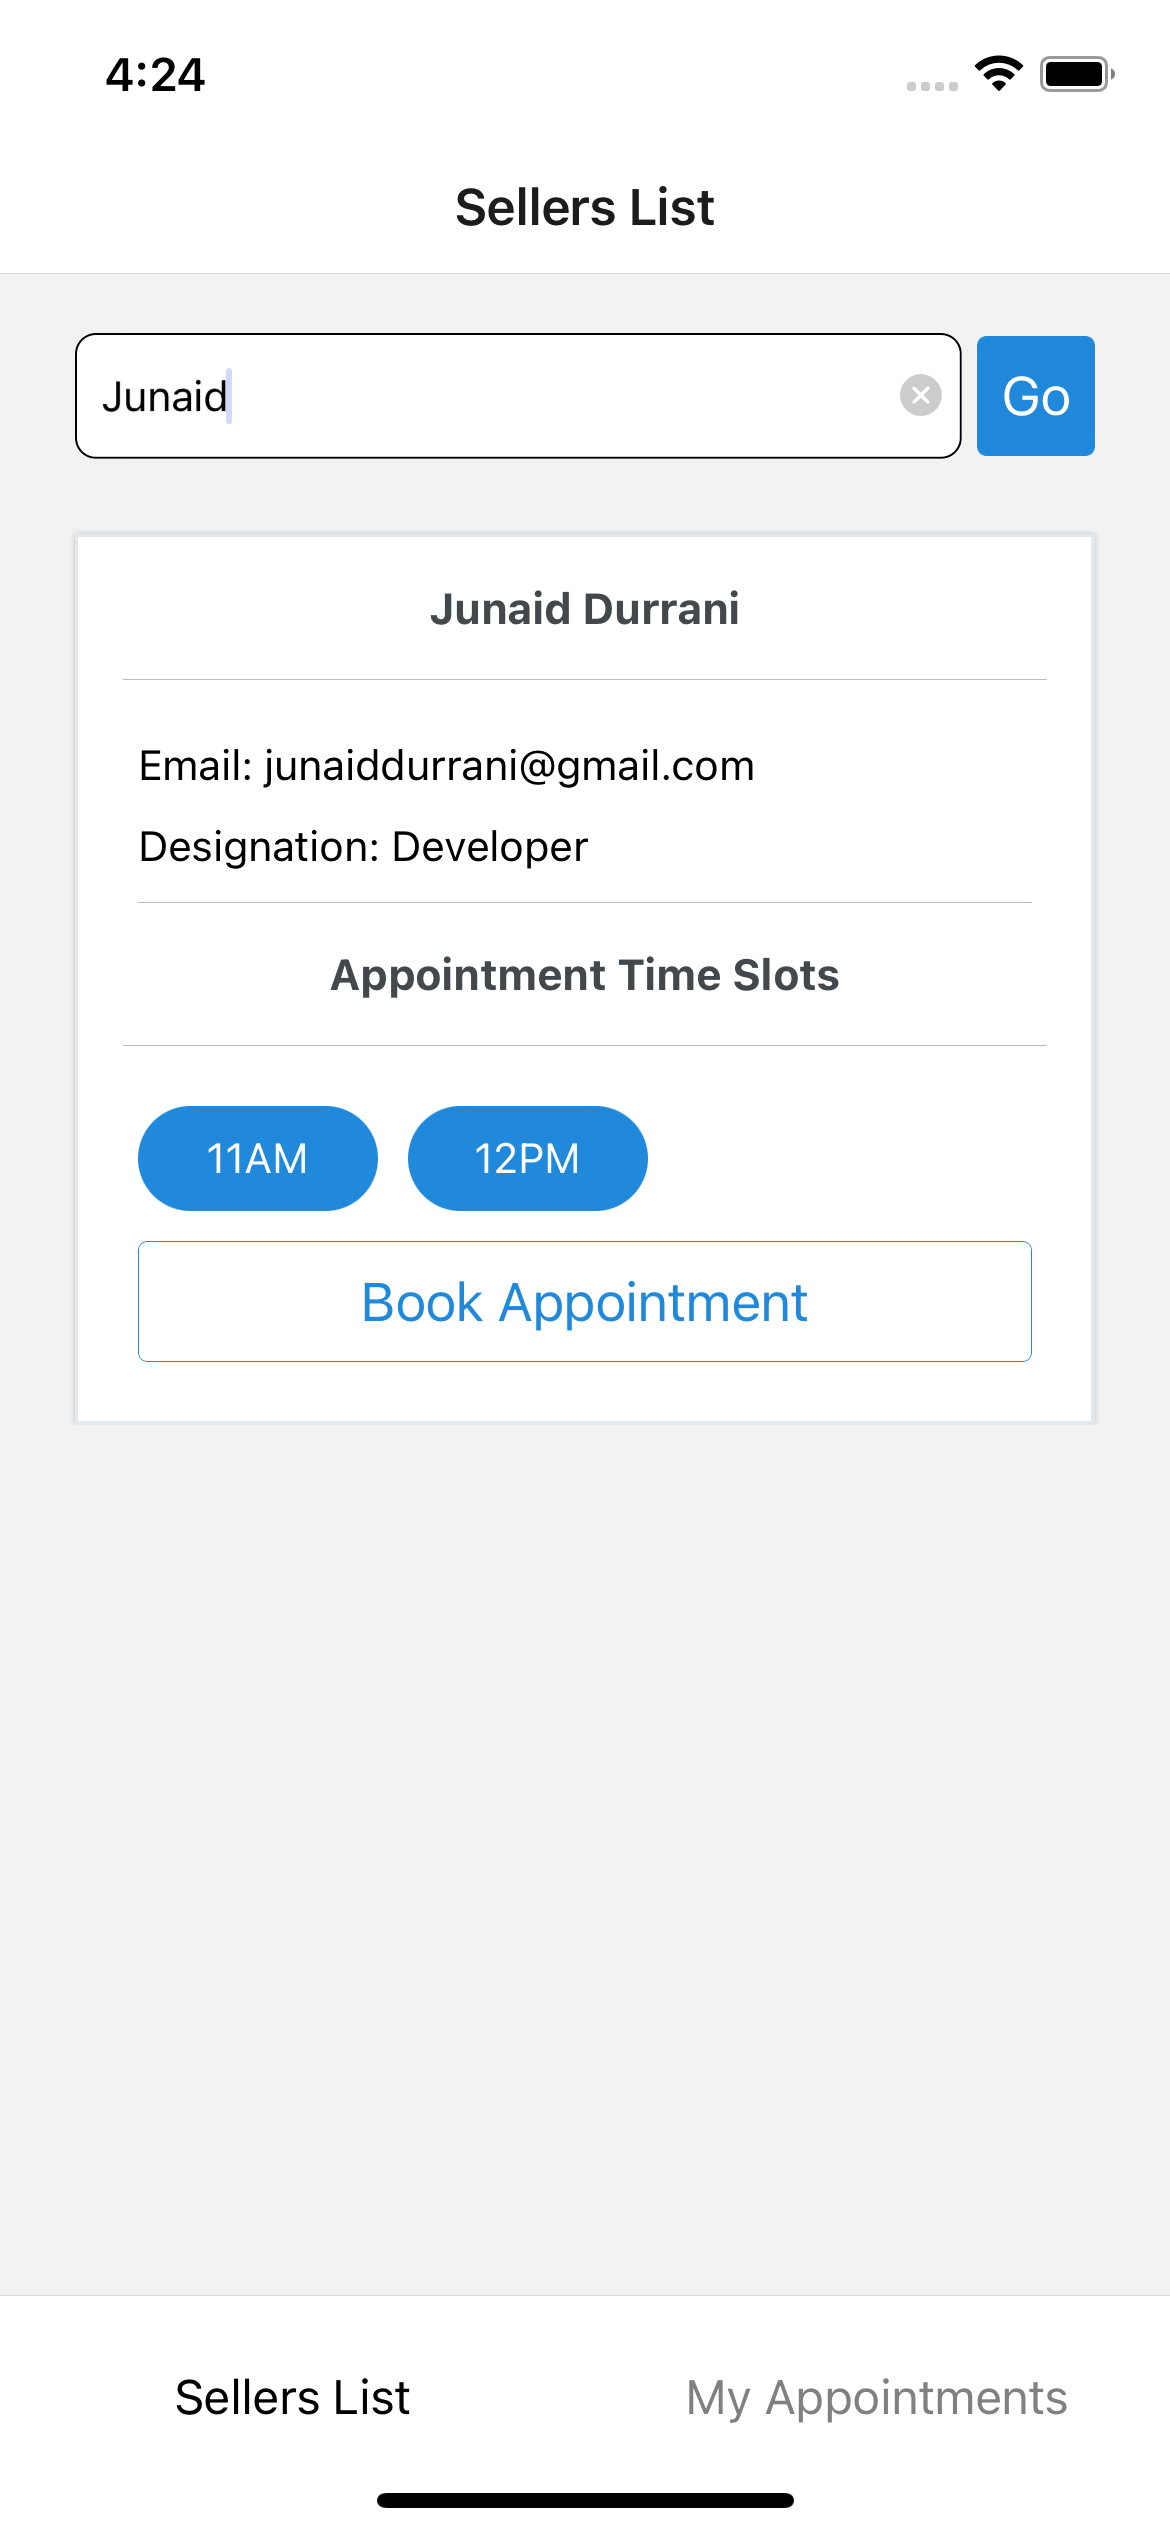 4:24
Sellers List
Junaid
Go
Junaid Durrani
Email: junaiddurrani@gmail.com
Designation: Developer
Appointment Time Slots
11AM 12PM
Book Appointment
Sellers List My Appointments